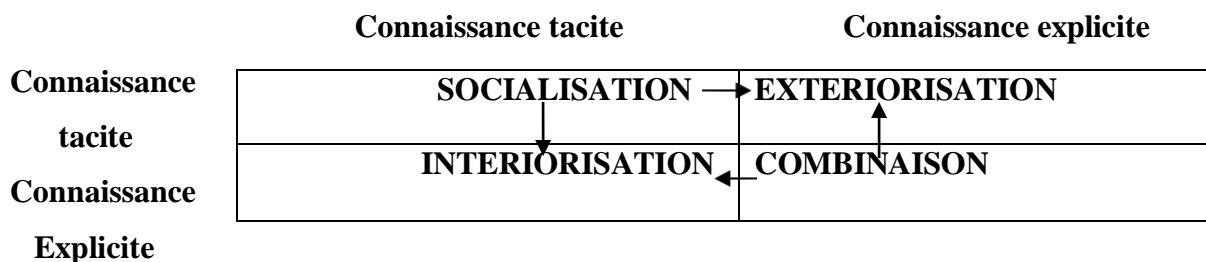 Connaissance tacite Connaissance explicite
Connaissance
tacite
SOCIALISATION EXTERIORISATION
Connaissance
Explicite
INTERIORISATION COMBINAISON